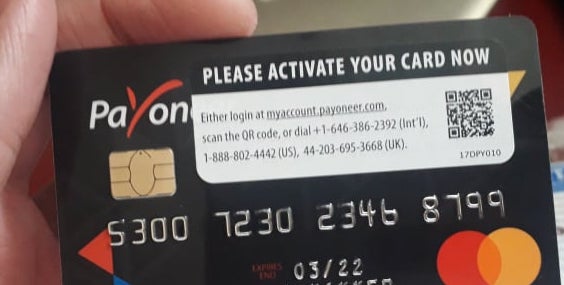 PLEASE ACTIVATE YOUR CARD NOW
Payon
Either login at myaccount.payoneer.com,
scan the QR code, or dial +1-646-386-2392 (Int'l),
1-888-802-4442 (US), 44-203-695-3668 (UK).
17DPY010
5300 7230 2346 8799
EXPIRES
END
03/22